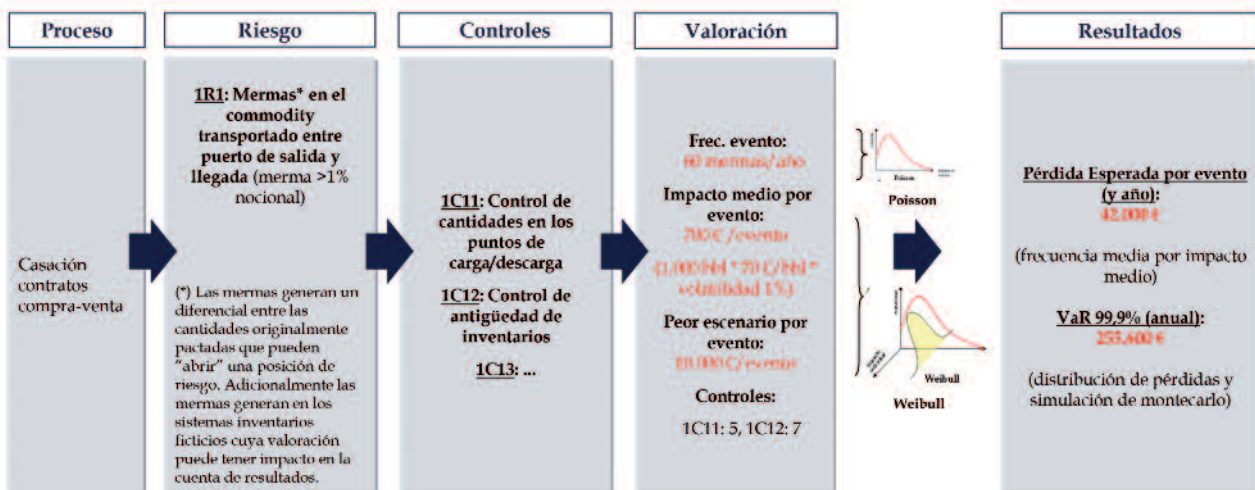 Proceso
Riesgo
Controles
Valoración
Resultados
Casación
contratos
compra-venta
1R1: Mermas* en el
commodity
transportado entre
puerto de salida y
llegada (merma >1%
nocional)
(*) Las mermas generan un
diferencial entre las
cantidades originalmente
pactadas que pueden
"abrir" una posición de
riesgo. Adicionalmente las
mermas generan en los
sistemas inventarios
ficticios cuya valoración
puede tener impacto en la
cuenta de resultados.
1C11: Control de
cantidades en los
puntos de
carga/descarga
1C12: Control de
antigüedad de
inventarios
1C13: ...
Frec. evento:
60 mermas/año
Impacto medio por
evento:
700 €/evento
(1.000 bbl * 70 €/bbl *
volatilidad 1%)
Peor escenario por
evento:
€/evento
Controles:
1C11: 5, 1C12: 7
Poisson
Poisson
Weibull
Weibull
Pérdida Esperada por evento
(y año):
42.000 €
(frecuencia media por impacto
medio)
VaR 99,9% (anual):
255.600 €
(distribución de pérdidas y
simulación de montecarlo)